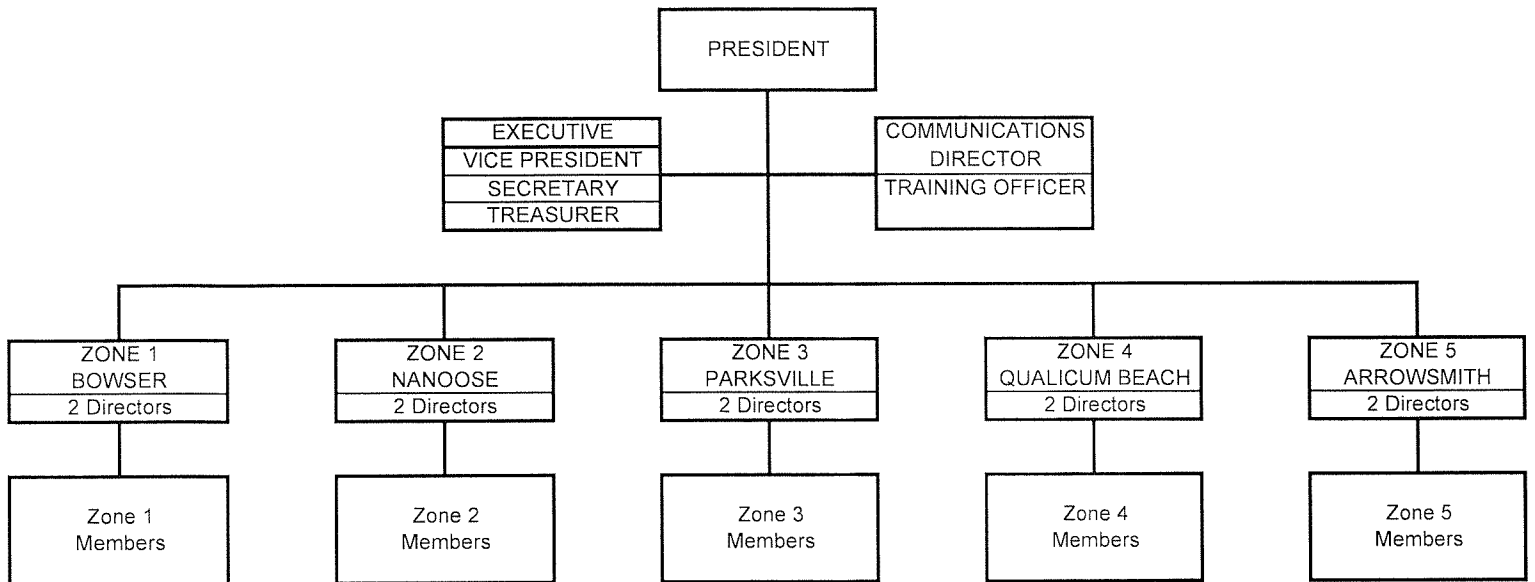 PRESIDENT
EXECUTIVE
VICE PRESIDENT
SECRETARY
TREASURER
COMMUNICATIONS
DIRECTOR
TRAINING OFFICER
ZONE 1
BOWSER
2 Directors
ZONE 2
NANOOSE
2 Directors
ZONE 3
PARKSVILLE
2 Directors
ZONE 4
QUALICUM BEACH
2 Directors
ZONE 5
ARROWSMITH
2 Directors
Zone 1
Members
Zone 2
Members
Zone 3
Members
Zone 4
Members
Zone 5
Members